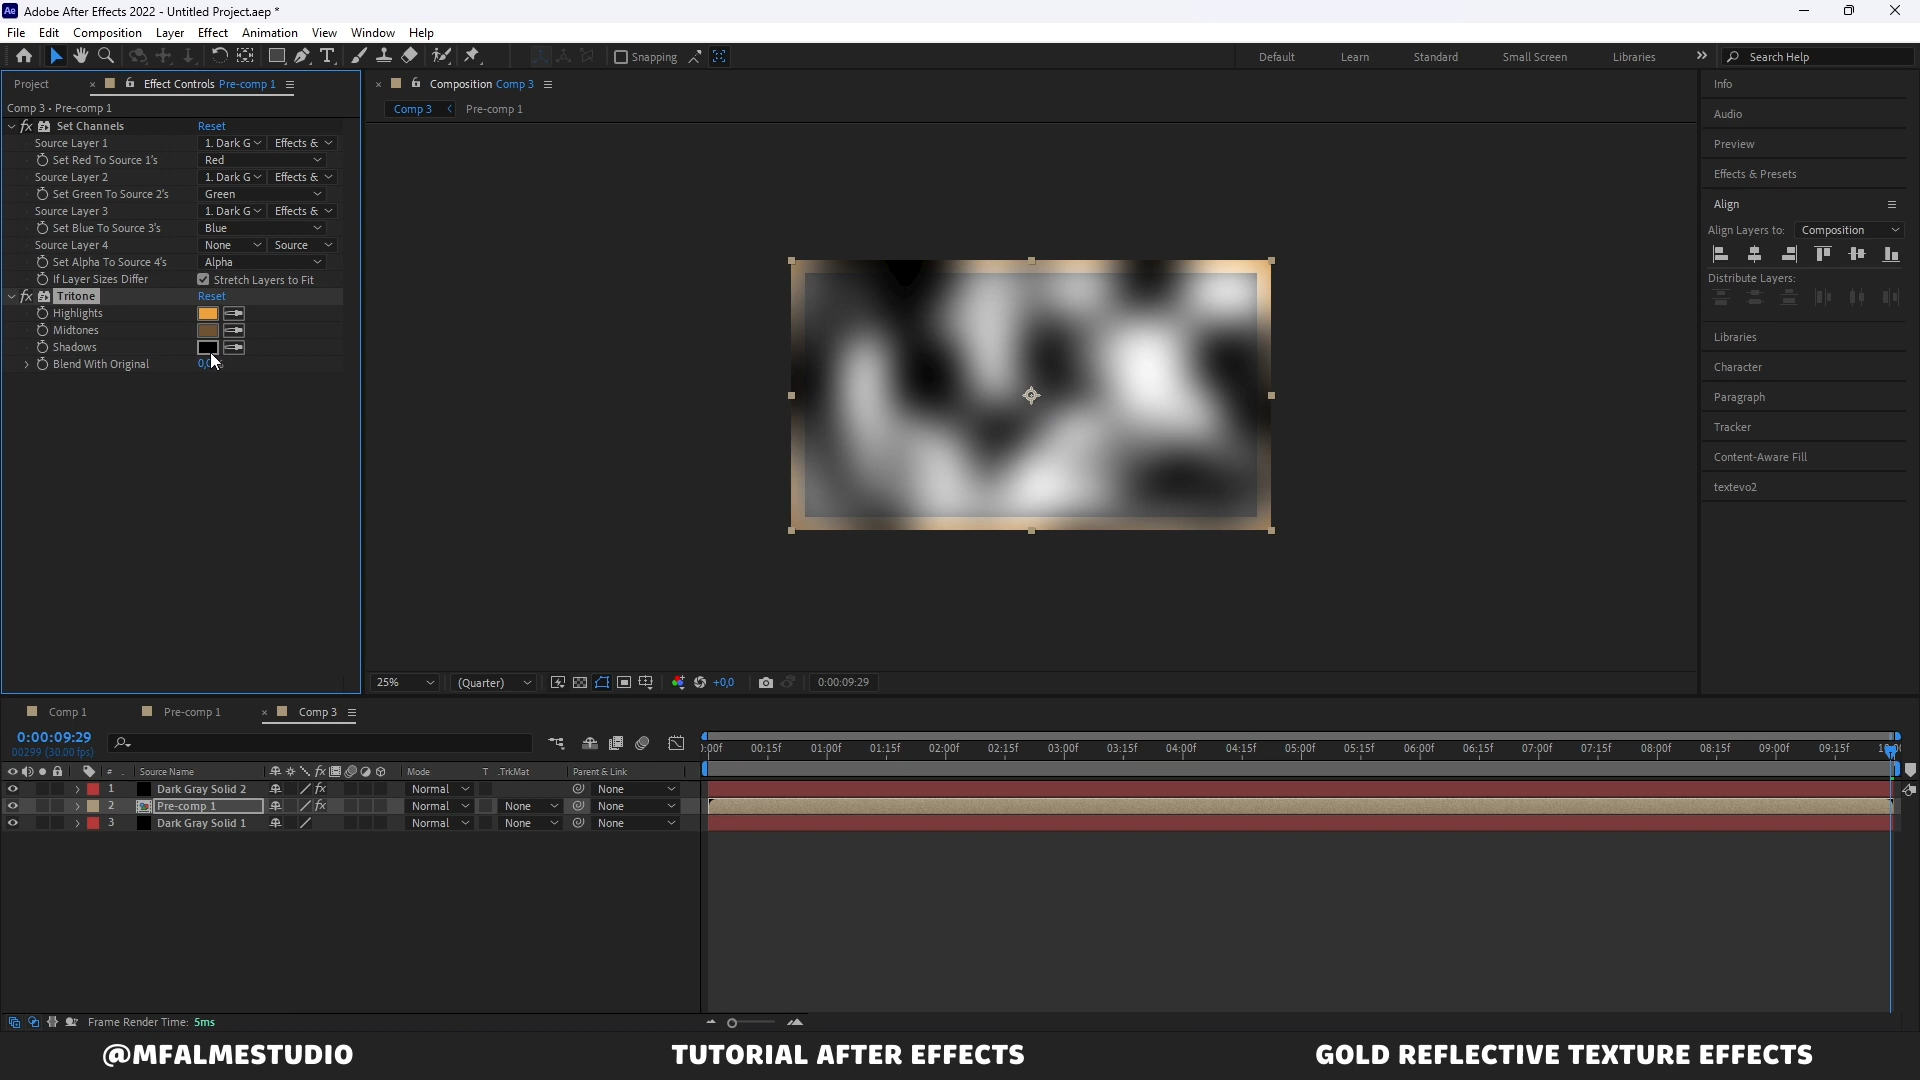 Adobe After Effects 2022 - Untitled Project.aep *
File Edit Composition Layer Effect Animation View Window Help
Snapping
Default Learn Standard Small Screen Libraries Search Help
Project Effect Controls Pre-comp 1
Comp 3 • Pre-comp 1
fx Set Channels Reset
Source Layer 1 1. Dark G Effects &
Set Red To Source 1's Red
Source Layer 2 1. Dark G Effects &
Set Green To Source 2's Green
Source Layer 3 1. Dark G Effects &
Set Blue To Source 3's Blue
Source Layer 4 None Source
Set Alpha To Source 4's Alpha
If Layer Sizes Differ Stretch Layers to Fit
fx Tritone Reset
Highlights
Midtones
Shadows
Blend With Original
Composition Comp 3
Comp 3 Pre-comp 1
25% (Quarter) +0,0 0:00:09:29
Info
Audio
Preview
Effects & Presets
Align
Align Layers to: Composition
Distribute Layers:
Libraries
Character
Paragraph
Tracker
Content-Aware Fill
textevo2
Comp 1 Pre-comp 1 Comp 3
0:00:09:29
00299 (30.00 fps)
:00f 00:15f 01:00f 01:15f 02:00f 02:15f 03:00f 03:15f 04:00f 04:15f 05:00f 05:15f 06:00f 06:15f 07:00f 07:15f 08:00f 08:15f 09:00f 09:15f
# Source Name fx Mode T .TrkMat Parent & Link
1 Dark Gray Solid 2 fx Normal None
2 Pre-comp 1 fx Normal None None
3 Dark Gray Solid 1 Normal None None
Frame Render Time: 5ms
@MFALMESTUDIO TUTORIAL AFTER EFFECTS GOLD REFLECTIVE TEXTURE EFFECTS